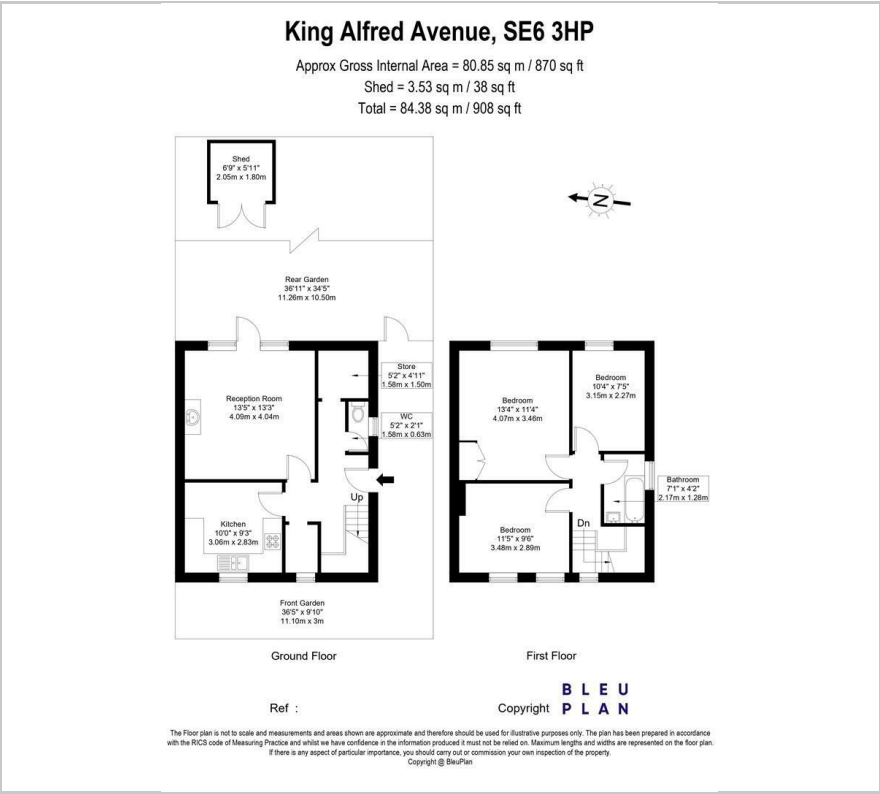 King Alfred Avenue, SE6 3HP
Approx Gross Internal Area = 80.85 sq m / 870 sq ft
Shed = 3.53 sq m / 38 sq ft
Total = 84.38 sq m / 908 sq ft
Shed
6'9" x 5'11"
2.05m x 1.80m
N
Rear Garden
36'11" x 34'5"
11.26m x 10.50m
Store
5'2" x 4'11"
1.58m x 1.50m
Reception Room
13'5" x 13'3"
4.09m x 4.04m
WC
5'2" x 2'1"
1.58m x 0.63m
Up
Kitchen
10'0" x 9'3"
3.06m x 2.83m
Front Garden
36'5" x 9'10"
11.10m x 3m
Ground Floor
Bedroom
10'4" x 7'5"
3.15m x 2.27m
Bedroom
13'4" x 11'4"
4.07m x 3.46m
Bathroom
7'1" x 4'2"
2.17m x 1.28m
Dn
Bedroom
11'5" x 9'6"
3.48m x 2.89m
First Floor
Ref :
Copyright
BLEU
PLAN
The Floor plan is not to scale and measurements and areas shown are approximate and therefore should be used for illustrative purposes only. The plan has been prepared in accordance
with the RICS code of Measuring Practice and whilst we have confidence in the information produced it must not be relied on. Maximum lengths and widths are represented on the floor plan.
If there is any aspect of particular importance, you should carry out or commission your own inspection of the property.
Copyright @ BleuPlan